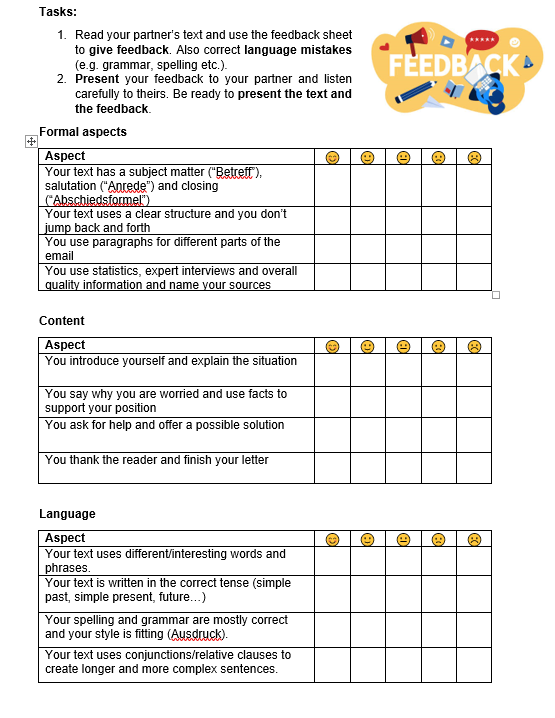 Tasks:
1. Read your partner's text and use the feedback sheet
to give feedback. Also correct language mistakes
(e.g. grammar, spelling etc.).
2. Present your feedback to your partner and listen
carefully to theirs. Be ready to present the text and
the feedback.
FEEDBACK
Formal aspects
Aspect
Your text has a subject matter ("Betreff"),
salutation ("Anrede") and closing
("Abschiedsformel")
Your text uses a clear structure and you don't
jump back and forth
You use paragraphs for different parts of the
email
You use statistics, expert interviews and overall
quality information and name your sources
Content
Aspect
You introduce yourself and explain the situation
You say why you are worried and use facts to
support your position
You ask for help and offer a possible solution
You thank the reader and finish your letter
Language
Aspect
Your text uses different/interesting words and
phrases.
Your text is written in the correct tense (simple
past, simple present, future…)
Your spelling and grammar are mostly correct
and your style is fitting (Ausdruck).
Your text uses conjunctions/relative clauses to
create longer and more complex sentences.